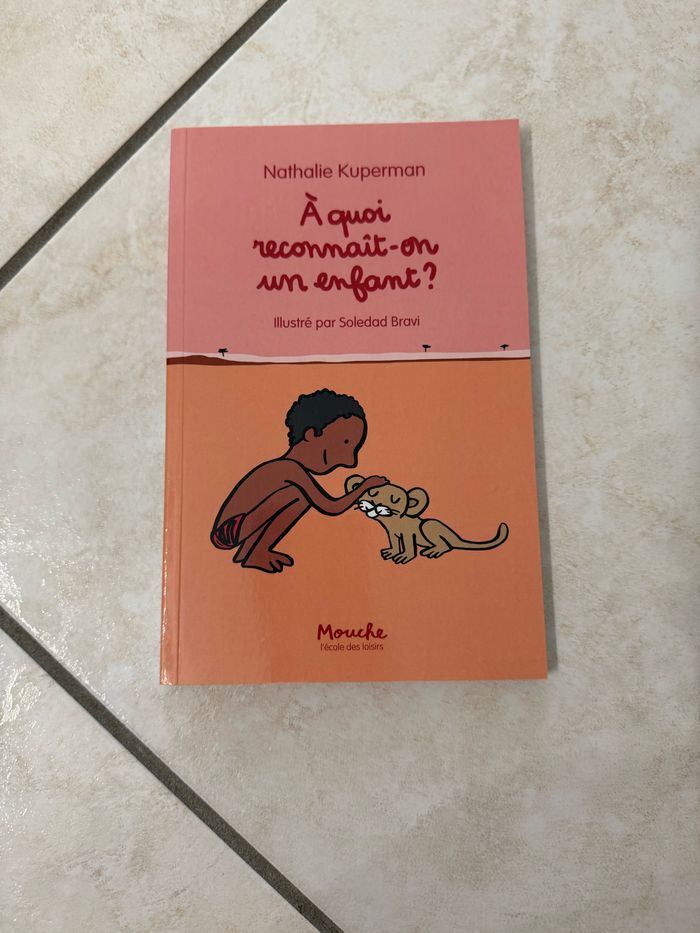 Nathalie Kuperman
À quoi
reconnaît-on
un enfant ?
Illustré par Soledad Bravi
Mouche
l'école des loisirs